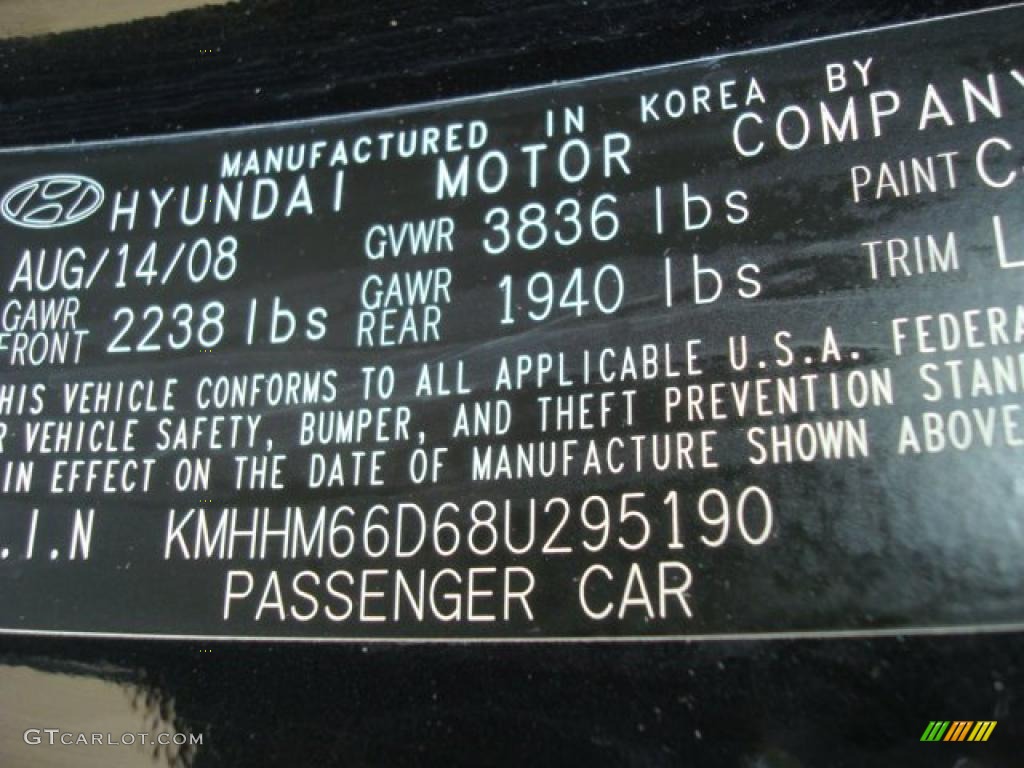 MANUFACTURED IN KOREA BY
HYUNDAI MOTOR COMPANY
AUG/14/08 GVWR 3836 lbs PAINT
GAWR FRONT 2238 lbs GAWR REAR 1940 lbs TRIM
THIS VEHICLE CONFORMS TO ALL APPLICABLE U.S.A. FEDERA
R VEHICLE SAFETY, BUMPER, AND THEFT PREVENTION STAND
IN EFFECT ON THE DATE OF MANUFACTURE SHOWN ABOVE
.I.N KMHHM66D68U295190
PASSENGER CAR
GTCARLOT.COM